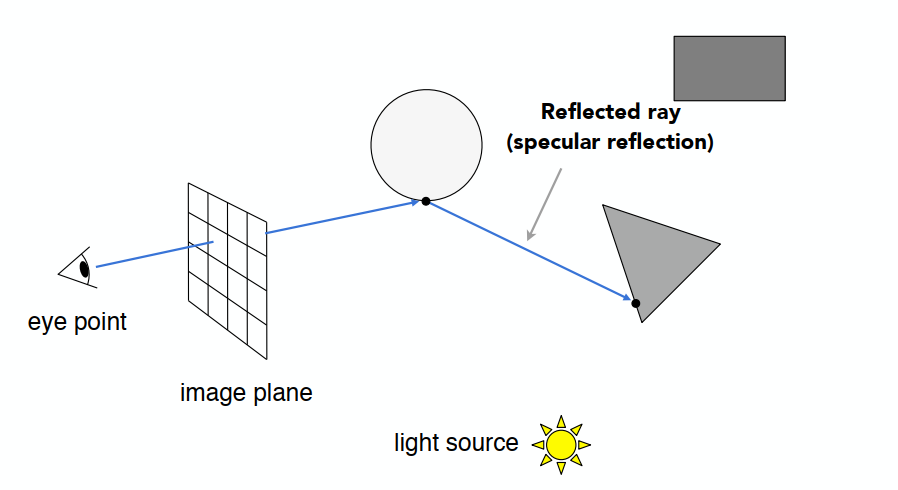 Reflected ray
(specular reflection)
eye point
image plane
light source